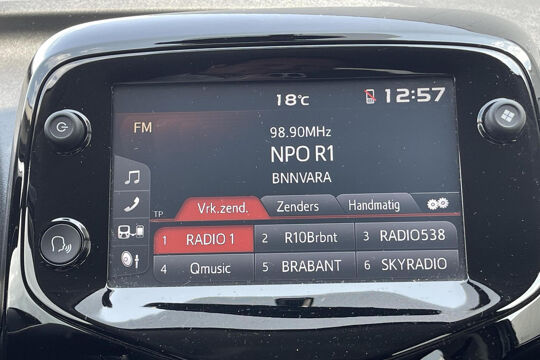 18°C 12:57
FM
98.90MHz
NPO R1
BNNVARA
TP Vrk.zend. Zenders Handmatig
1 RADIO 1 2 R10Brbnt 3 RADIO538
4 Qmusic 5 BRABANT 6 SKYRADIO